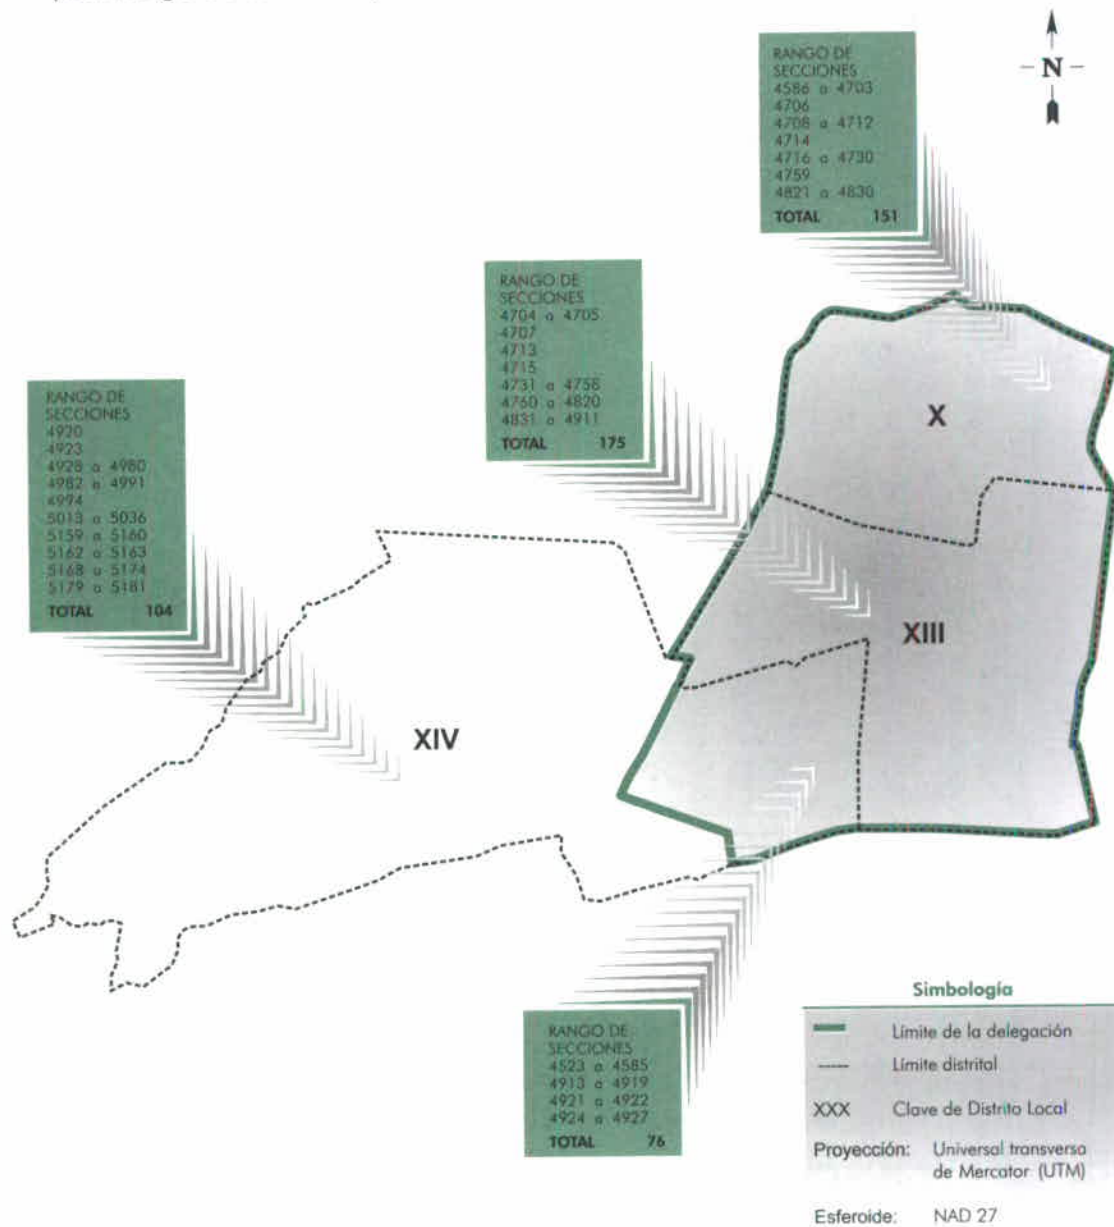 N
RANGO DE
SECCIONES
4586 a 4703
4706
4708 a 4712
4714
4716 a 4730
4759
4821 a 4830
TOTAL 151
RANGO DE
SECCIONES
4704 a 4705
4707
4713
4715
4731 a 4758
4760 a 4820
4831 a 4911
TOTAL 175
RANGO DE
SECCIONES
4920
4923
4928 a 4980
4982 a 4991
4994
5013 a 5036
5159 a 5160
5162 a 5163
5168 a 5174
5179 a 5181
TOTAL 104
X
XIII
XIV
RANGO DE
SECCIONES
4523 a 4585
4913 a 4919
4921 a 4922
4924 a 4927
TOTAL 76
Simbología
Límite de la delegación
Límite distrital
XXX Clave de Distrito Local
Proyección: Universal transversa
de Mercator (UTM)
Esferoide: NAD 27